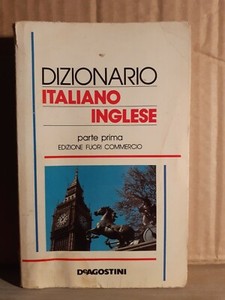 DIZIONARIO
ITALIANO
INGLESE
parte prima
EDIZIONE FUORI COMMERCIO
DEAGOSTINI